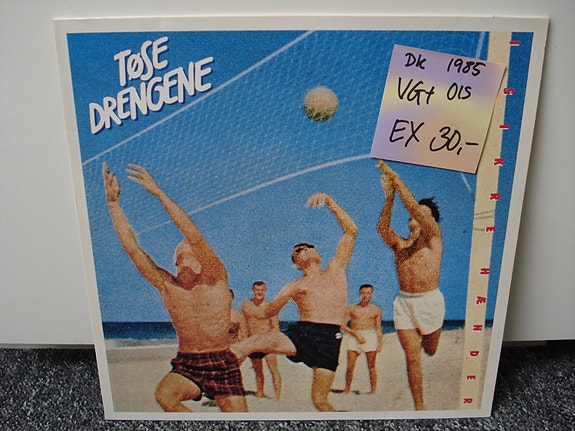 TØSE
DRENGENE
DK 1985
VG+ OIS
EX 30,-
I SIKRE HÆNDER